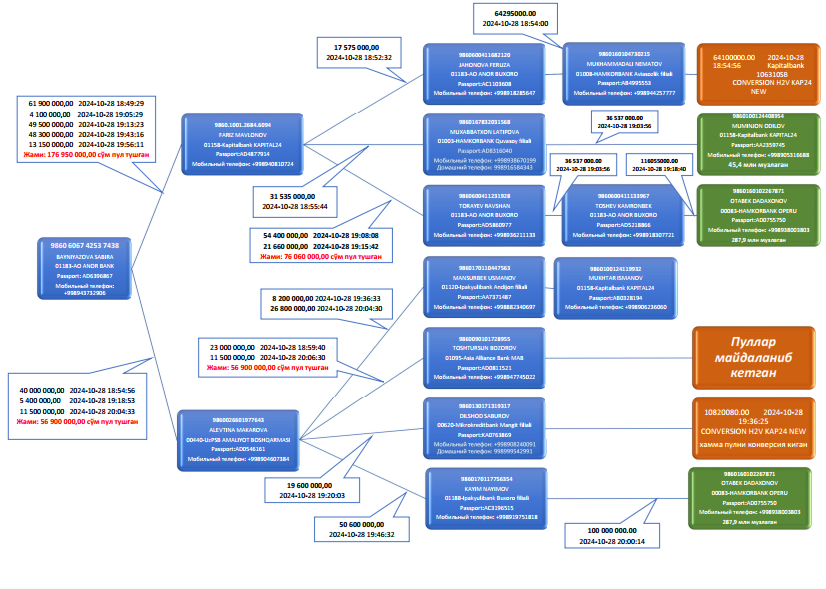 64295000.00
2024-10-28 18:54:00
17 575 000,00
2024-10-28 18:52:32
9860600411682120
JAHONOVA FERUZA
01183-AO ANOR BUXORO
Passport:AC1103608
Мобильный телефон: +998918285647
9860160104730215
MUKHAMMADALI NEMATOV
01008-HAMKORBANK Avtasozlik filiali
Passport:AB4995553
Мобильный телефон: +998944257777
64100000.00 2024-10-28
18:54:56 Kapitalbank
1063105B
CONVERSION H2V KAP24
NEW
61 900 000,00 2024-10-28 18:49:29
4 100 000,00 2024-10-28 19:05:29
49 500 000,00 2024-10-28 19:13:23
48 300 000,00 2024-10-28 19:43:16
13 150 000,00 2024-10-28 19:56:11
Жами: 176 950 000,00 сўм пул тушган
9860.1001.2684.6094
FARIZ MAVLONOV
01158-Kapitalbank KAPITAL24
Passport:AD4877914
Мобильный телефон: +998940810724
31 535 000,00
2024-10-28 18:55:44
9860167832031568
MUXABBATXON LATIPOVA
01003-HAMKORBANK Quvasoy filiali
Passport:AD8316040
Мобильный телефон: +998938670199
Домашний телефон: 998916584343
36 537 000.00
2024-10-28 19:03:56
9860100124408954
MUMINJON ODILOV
01158-Kapitalbank KAPITAL24
Passport:AA2359745
Мобильный телефон: +998905316688
45,4 млн музлаган
54 400 000,00 2024-10-28 19:08:08
21 660 000,00 2024-10-28 19:15:42
Жами: 76 060 000,00 сўм пул тушган
36 537 000.00
2024-10-28 19:03:56
116055000.00
2024-10-28 19:18:40
9860600411231928
TORAYEV RAVSHAN
01183-AO ANOR BUXORO
Passport:AD5860977
Мобильный телефон: +998936211133
9860600411133967
TOSHEV KAMRONBEK
01183-AO ANOR BUXORO
Passport:AD5218866
Мобильный телефон: +998918307721
9860160102267871
OTABEK DADAXONOV
00083-HAMKORBANK OPERU
Passport:AD0755750
Мобильный телефон: +998938003803
287,9 млн музлаган
9860 6067 4253 7438
BAYNIYAZOVA SABIRA
01183-AO ANOR BANK
Passport: AD6396867
Мобильный телефон:
+998943732906
8 200 000,00 2024-10-28 19:36:33
26 800 000,00 2024-10-28 20:04:30
9860170110447563
MANSURBEK USMANOV
01120-Ipakyulibank Andijon filiali
Passport:AA7371487
Мобильный телефон: +998882340697
9860100124119932
MUKHTAR ISMANOV
01158-Kapitalbank KAPITAL24
Passport:AB0328194
Мобильный телефон: +998906236060
23 000 000,00 2024-10-28 18:59:40
11 500 000,00 2024-10-28 20:06:30
Жами: 56 900 000,00 сўм пул тушган
9860090101728955
TOSHTURSUN BOZOROV
01095-Asia Alliance Bank MAB
Passport:AD0811521
Мобильный телефон: +998947745022
Пуллар
майдаланиб
кетган
40 000 000,00 2024-10-28 18:54:56
5 400 000,00 2024-10-28 19:18:53
11 500 000,00 2024-10-28 20:04:33
Жами: 56 900 000,00 сўм пул тушган
9860026601977643
ALEVTINA MAKAROVA
00440-UzPSB AMALIYOT BOSHQARMASI
Passport:AD0546161
Мобильный телефон: +998904607384
9860130171319317
DILSHOD SABUROV
00620-Mikrokreditbank Mangit filiali
Passport:KA0763869
Мобильный телефон: +998908240091
Домашний телефон: 998999542991
10820080.00 2024-10-28
19:36:25
CONVERSION H2V KAP24 NEW
хамма пулни конверсия киган
19 600 000,00
2024-10-28 19:20:03
50 600 000,00
2024-10-28 19:46:32
9860170117756354
KAYIM NAYIMOV
01188-Ipakyulibank Buxoro filiali
Passport:AC3196515
Мобильный телефон: +998919751818
100 000 000.00
2024-10-28 20:00:14
9860160102267871
OTABEK DADAXONOV
00083-HAMKORBANK OPERU
Passport:AD0755750
Мобильный телефон: +998938003803
287,9 млн музлаган